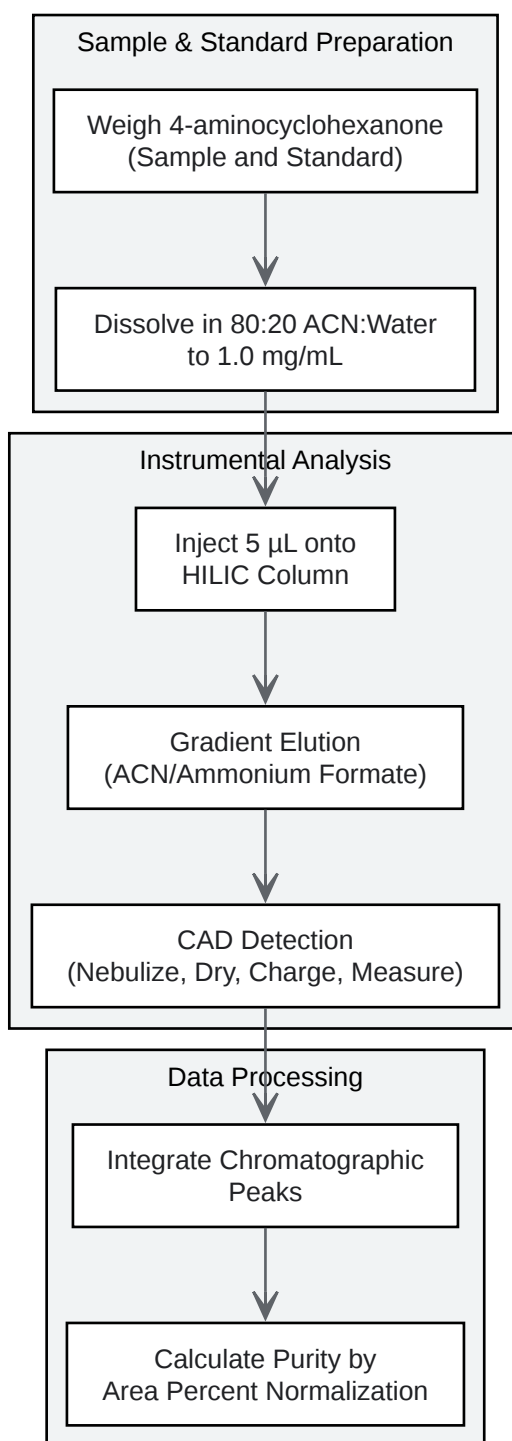 Sample & Standard Preparation
Weigh 4-aminocyclohexanone
(Sample and Standard)
Dissolve in 80:20 ACN:Water
to 1.0 mg/mL
Instrumental Analysis
Inject 5 µL onto
HILIC Column
Gradient Elution
(ACN/Ammonium Formate)
CAD Detection
(Nebulize, Dry, Charge, Measure)
Data Processing
Integrate Chromatographic
Peaks
Calculate Purity by
Area Percent Normalization